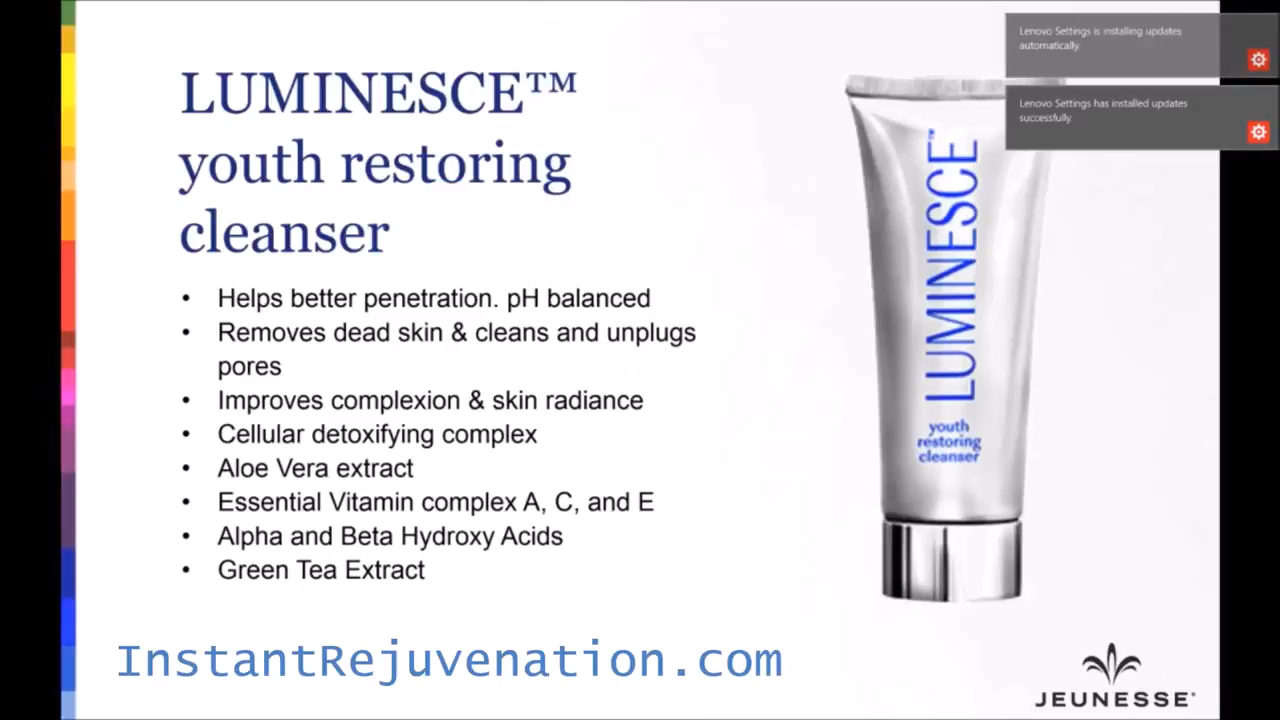 LUMINESCE™
youth restoring
cleanser
• Helps better penetration. pH balanced
• Removes dead skin & cleans and unplugs
pores
• Improves complexion & skin radiance
• Cellular detoxifying complex
• Aloe Vera extract
• Essential Vitamin complex A, C, and E
• Alpha and Beta Hydroxy Acids
• Green Tea Extract
InstantRejuvenation.com
Lenovo Settings is installing updates
automatically.
Lenovo Settings has installed updates
successfully.
LUMINESCE™
youth
restoring
cleanser
JEUNESSE®